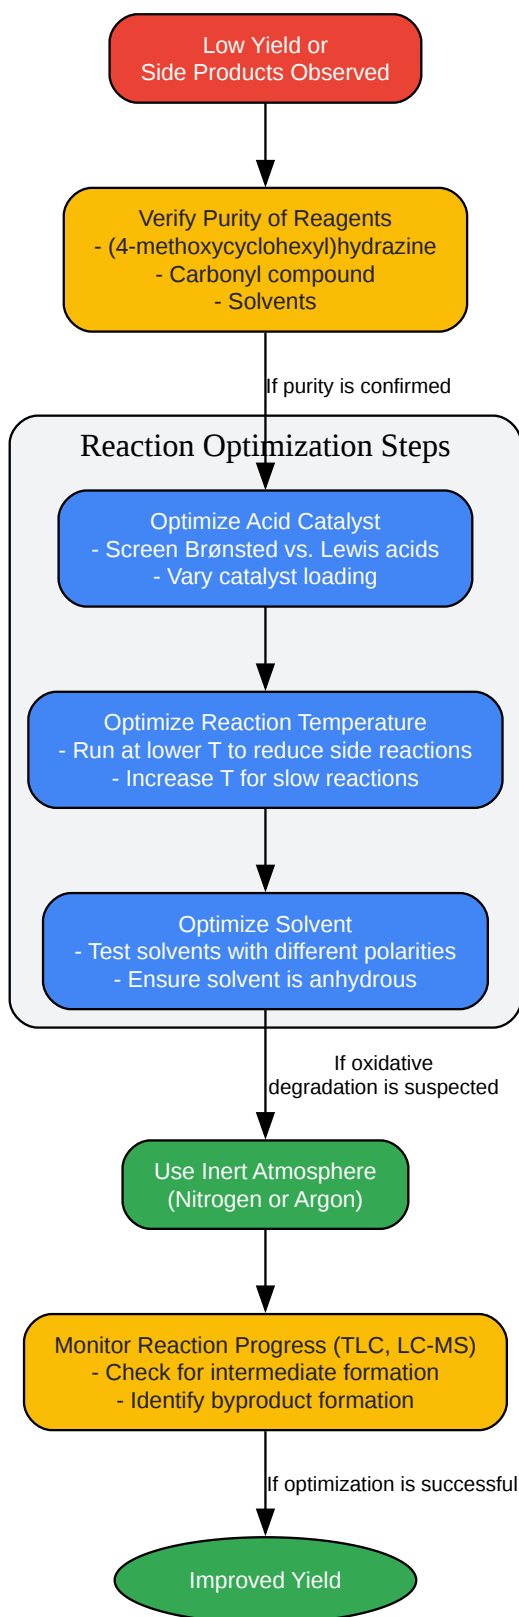 Low Yield or
Side Products Observed
Verify Purity of Reagents
- (4-methoxycyclohexyl)hydrazine
- Carbonyl compound
- Solvents
If purity is confirmed
Reaction Optimization Steps
Optimize Acid Catalyst
- Screen Brønsted vs. Lewis acids
- Vary catalyst loading
Optimize Reaction Temperature
- Run at lower T to reduce side reactions
- Increase T for slow reactions
Optimize Solvent
- Test solvents with different polarities
- Ensure solvent is anhydrous
If oxidative
degradation is suspected
Use Inert Atmosphere
(Nitrogen or Argon)
Monitor Reaction Progress (TLC, LC-MS)
- Check for intermediate formation
- Identify byproduct formation
If optimization is successful
Improved Yield